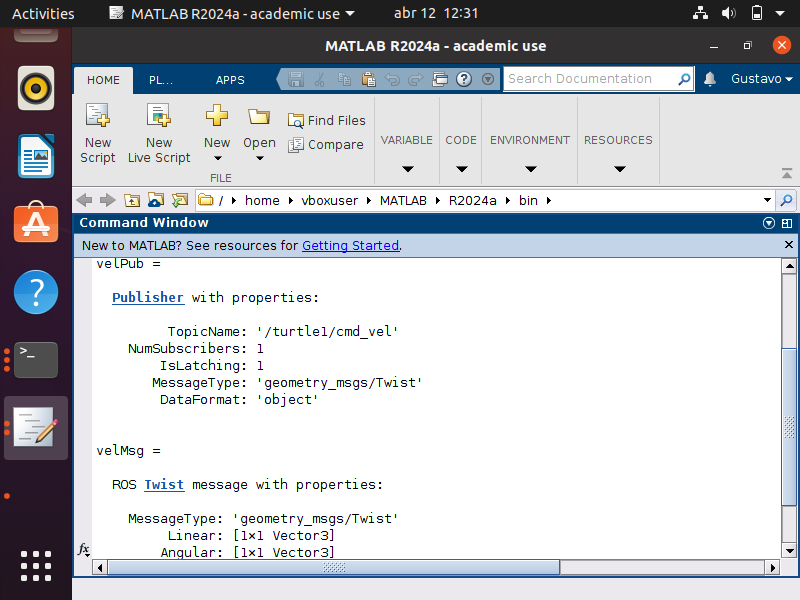 Activities MATLAB R2024a - academic use abr 12 12:31
MATLAB R2024a - academic use
HOME PL... APPS Search Documentation Gustavo
New Script New Live Script New Open Find Files Compare VARIABLE CODE ENVIRONMENT RESOURCES
FILE
/ home vboxuser MATLAB R2024a bin
Command Window
New to MATLAB? See resources for Getting Started.
velPub =
Publisher with properties:
TopicName: '/turtle1/cmd_vel'
NumSubscribers: 1
IsLatching: 1
MessageType: 'geometry_msgs/Twist'
DataFormat: 'object'
velMsg =
ROS Twist message with properties:
MessageType: 'geometry_msgs/Twist'
Linear: [1×1 Vector3]
fx Angular: [1×1 Vector3]